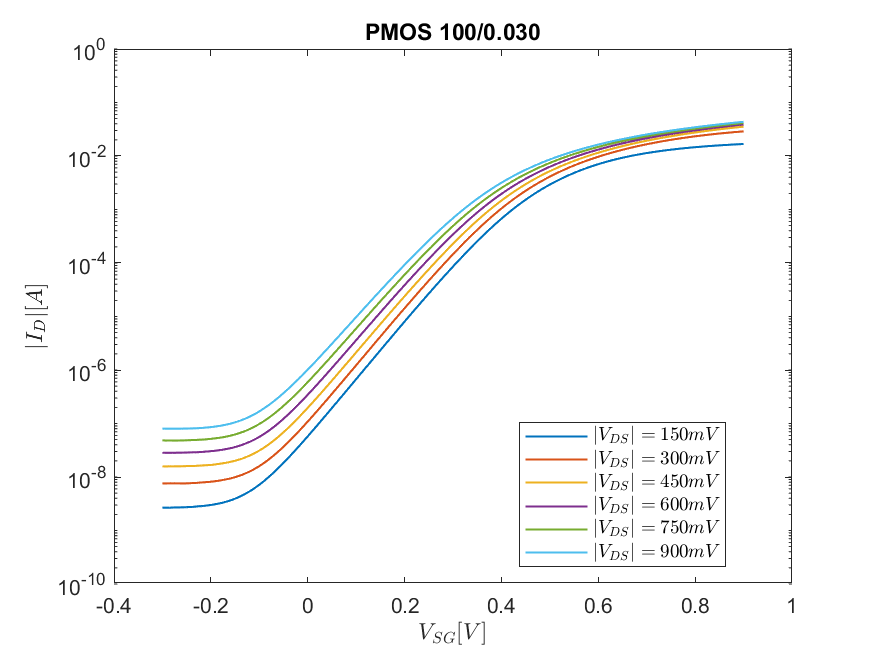 PMOS 100/0.030
10^0
10^-2
10^-4
10^-6
10^-8
10^-10
|I_D|[A]
|V_DS| = 150mV
|V_DS| = 300mV
|V_DS| = 450mV
|V_DS| = 600mV
|V_DS| = 750mV
|V_DS| = 900mV
-0.4 -0.2 0 0.2 0.4 0.6 0.8 1
V_SG[V]